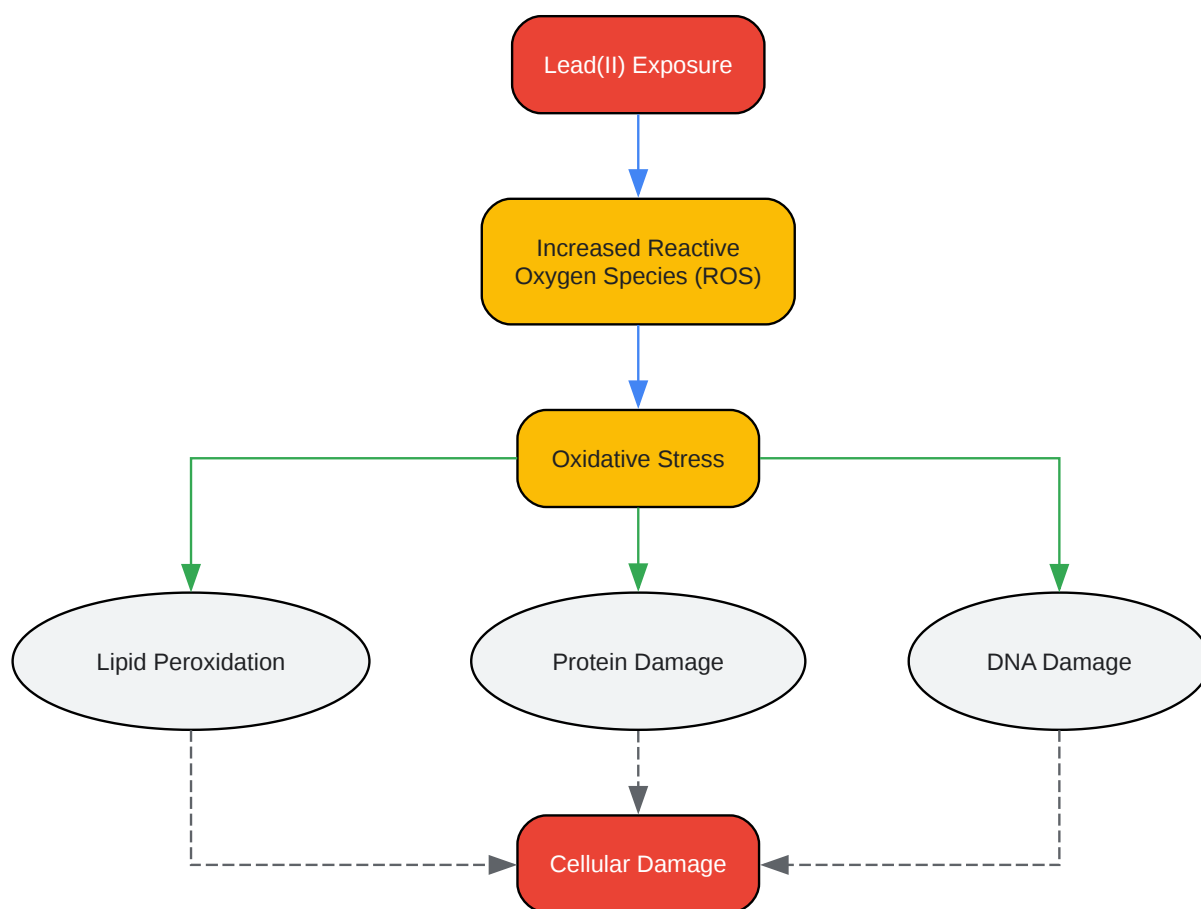 Lead(II) Exposure
Increased Reactive
Oxygen Species (ROS)
Oxidative Stress
Lipid Peroxidation
Protein Damage
DNA Damage
Cellular Damage